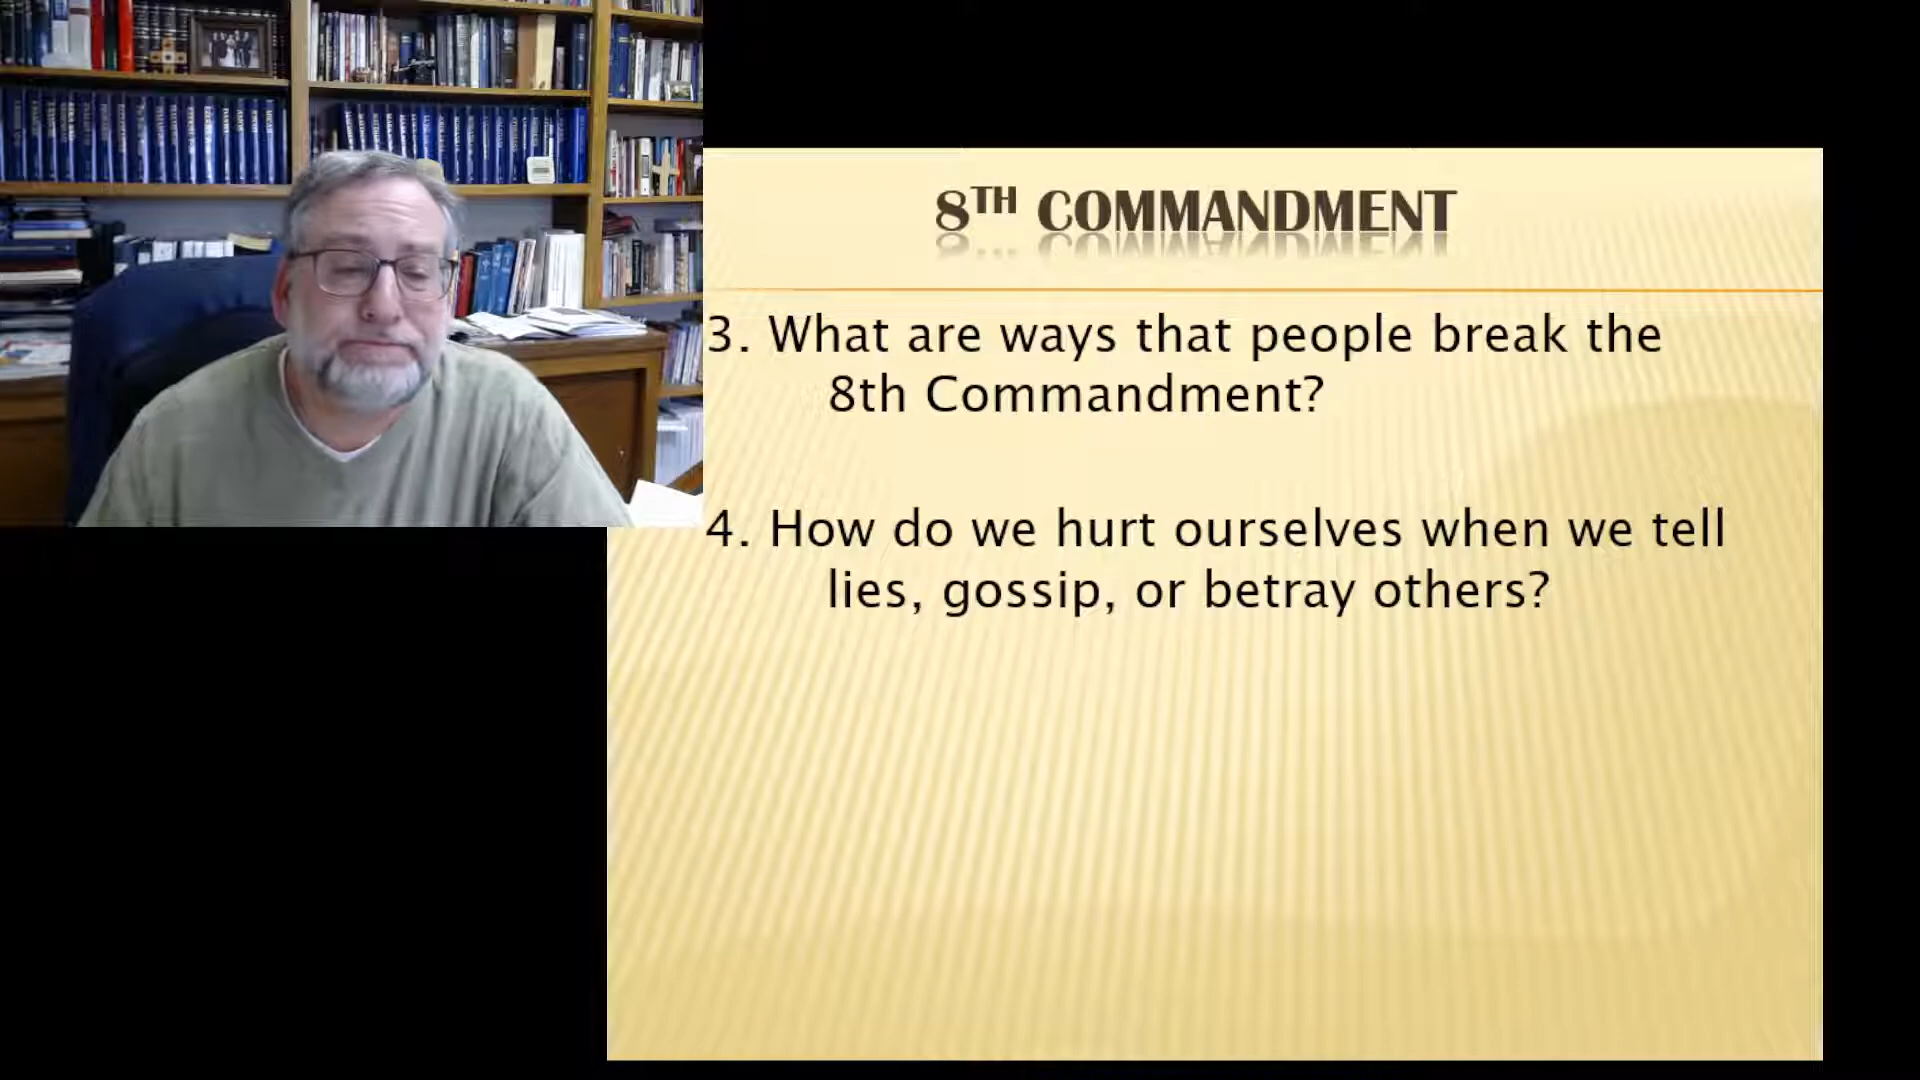 8TH COMMANDMENT
3. What are ways that people break the
8th Commandment?
4. How do we hurt ourselves when we tell
lies, gossip, or betray others?